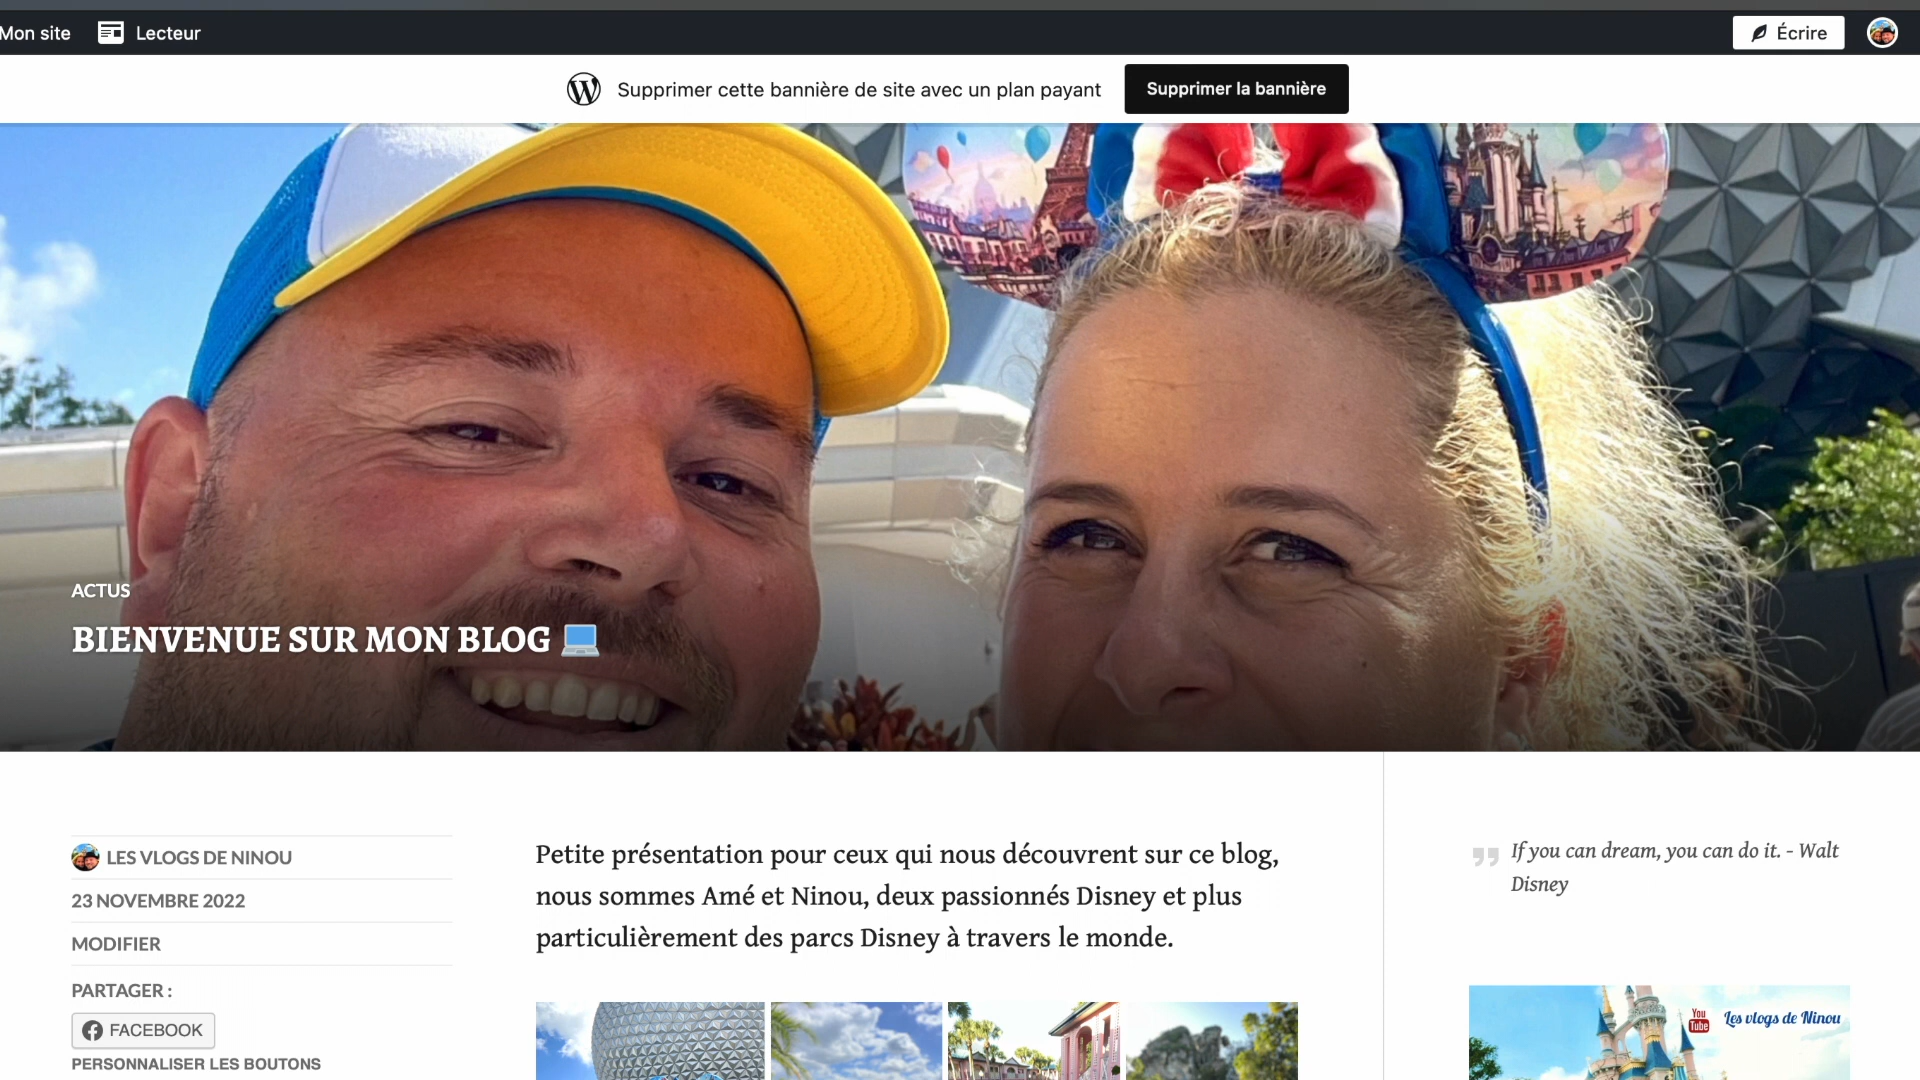 Mon site
Lecteur
Écrire
Supprimer cette bannière de site avec un plan payant
Supprimer la bannière
ACTUS
BIENVENUE SUR MON BLOG 💻
LES VLOGS DE NINOU
23 NOVEMBRE 2022
MODIFIER
PARTAGER :
FACEBOOK
PERSONNALISER LES BOUTONS
Petite présentation pour ceux qui nous découvrent sur ce blog,
nous sommes Amé et Ninou, deux passionnés Disney et plus
particulièrement des parcs Disney à travers le monde.
If you can dream, you can do it. - Walt
Disney
You
Tube
Les vlogs de Ninou